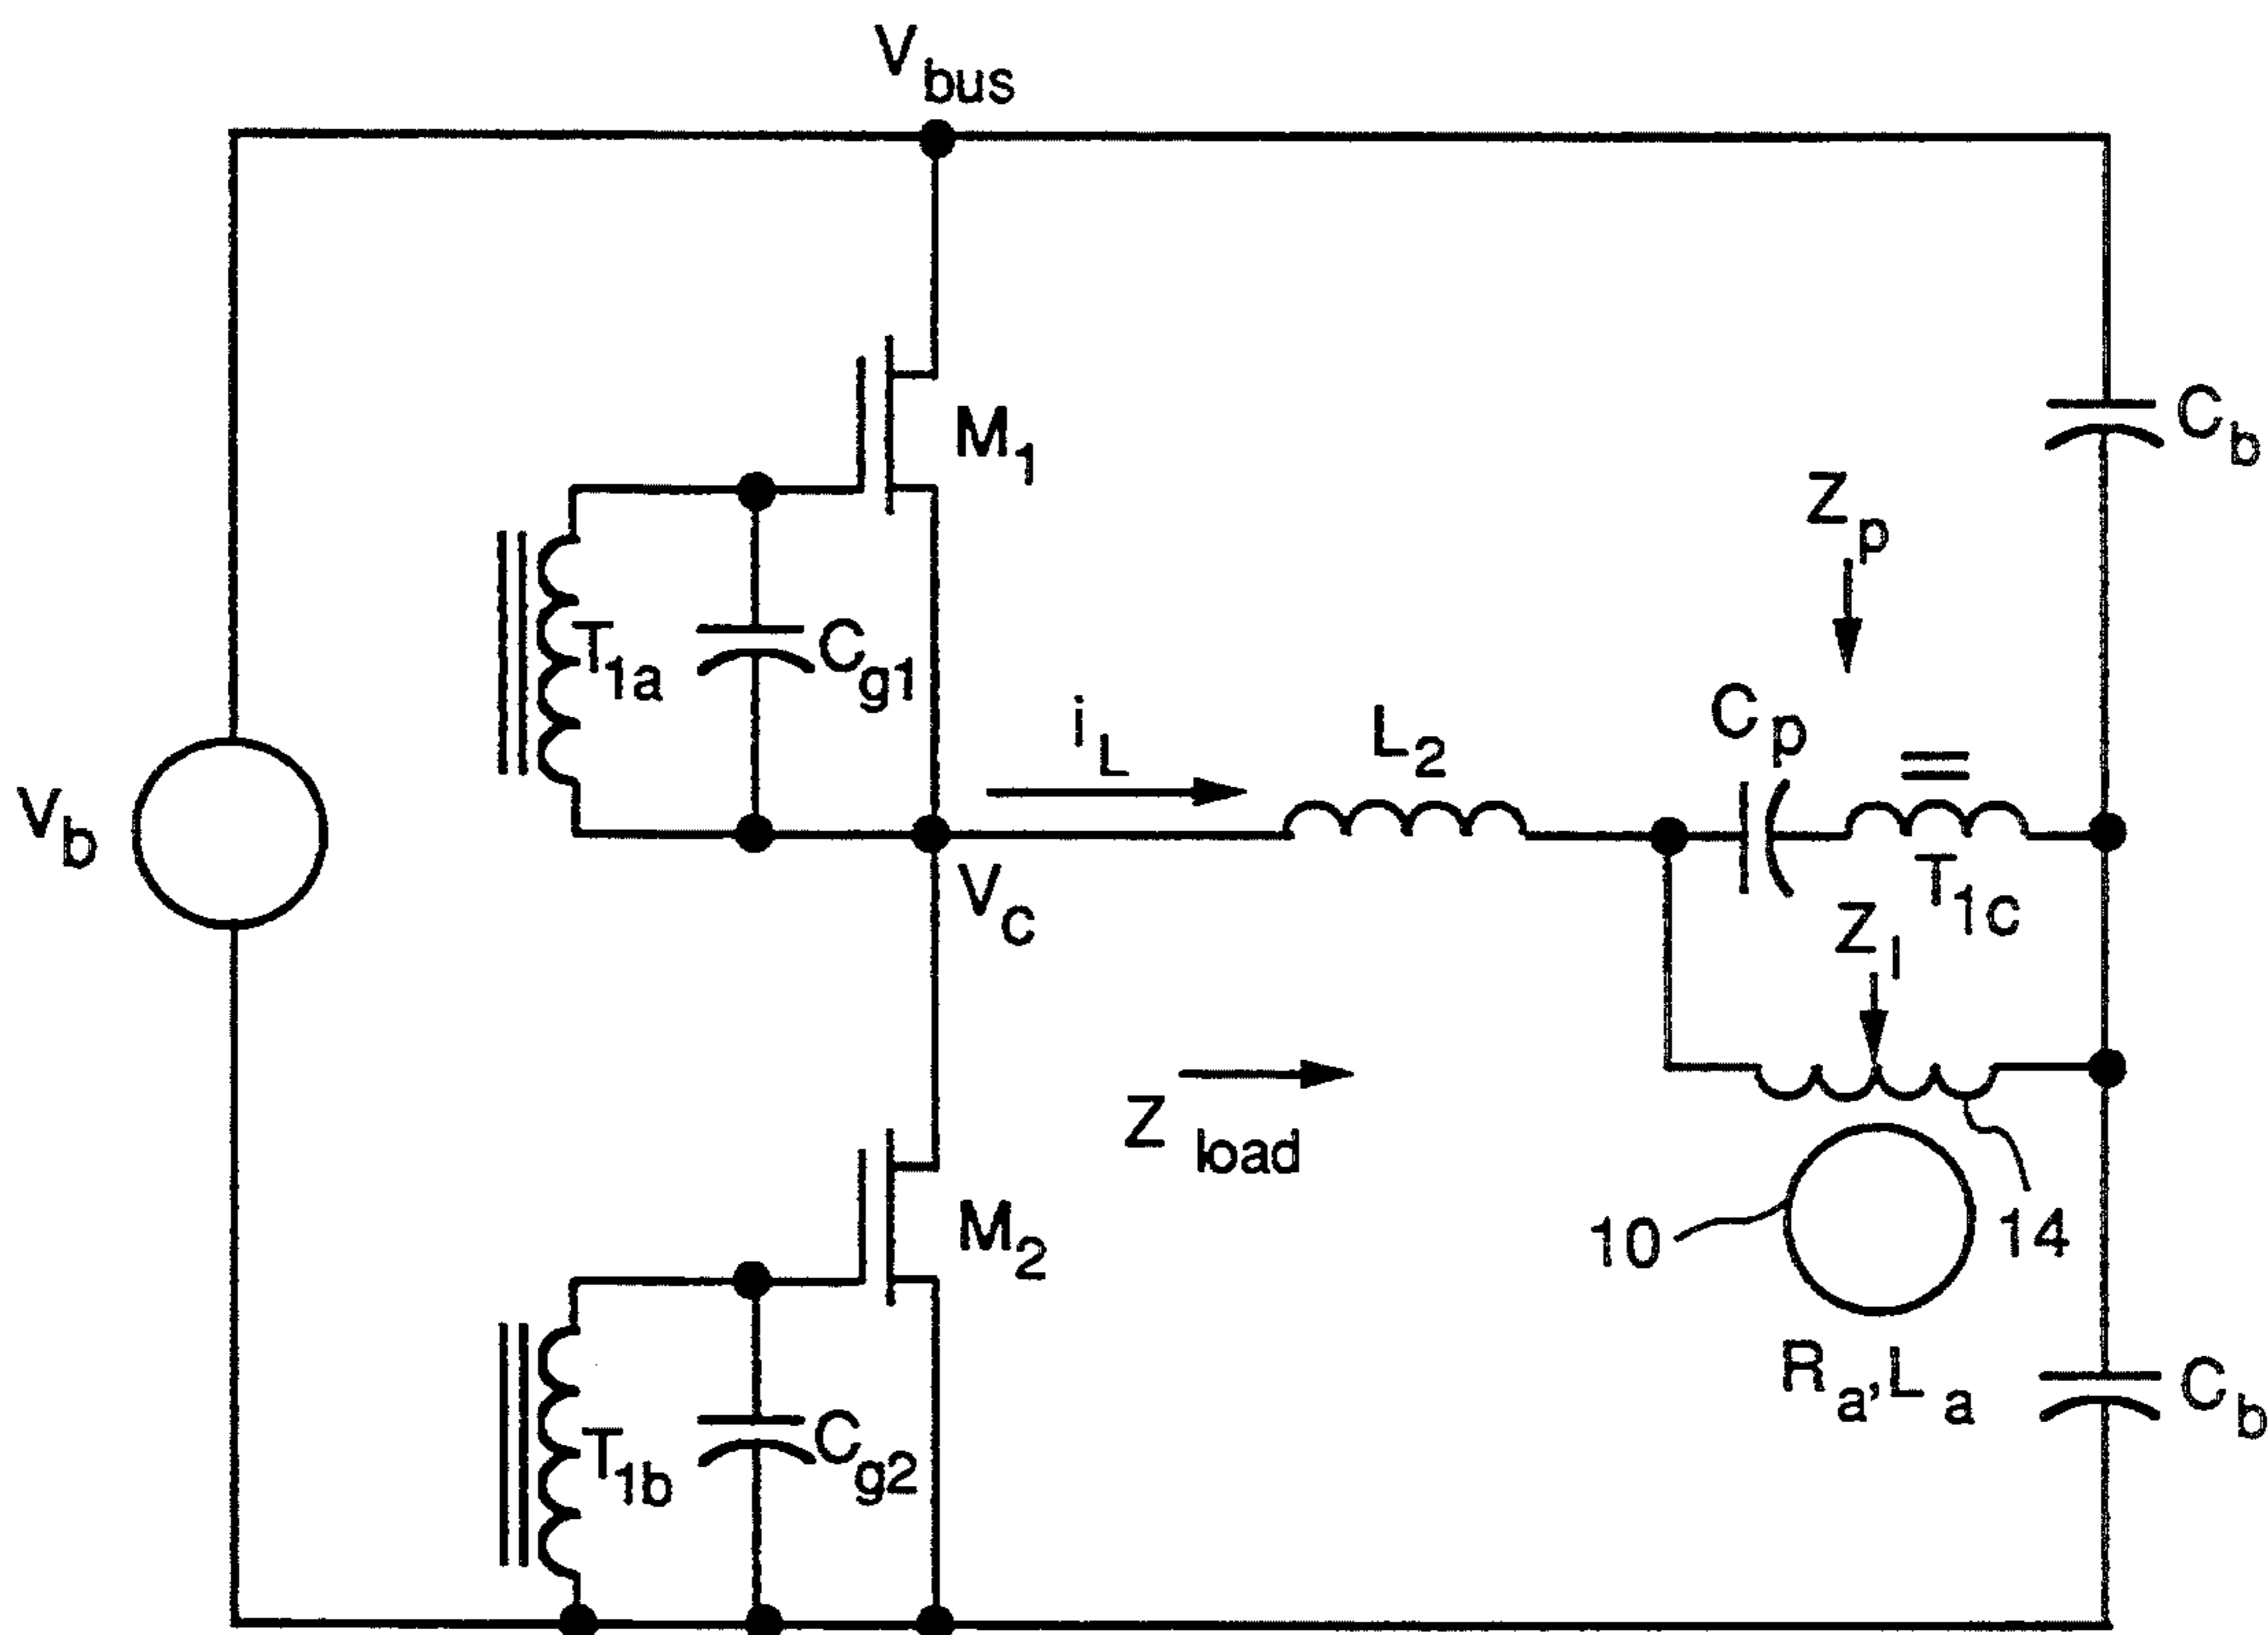 V_bus
M_1
C_b
Z_p
T_1a
C_g1
i_L
L_2
C_p
V_b
V_c
T_1c
Z_l
Z_load
M_2
10
14
R_a,L_a
C_b
T_1b
C_g2